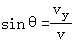 sin θ = v_y / v